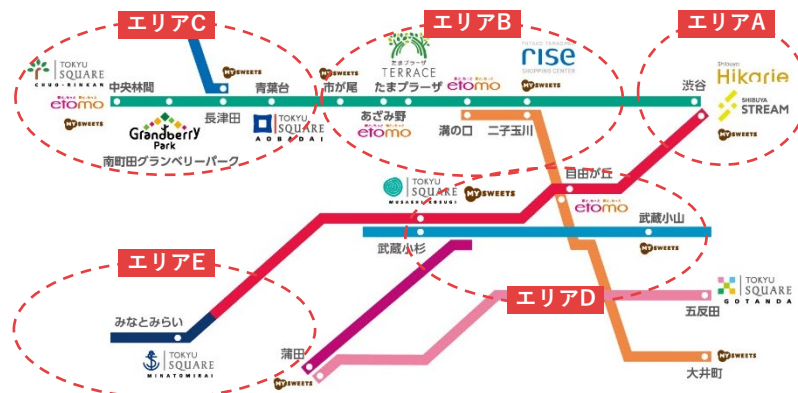 エリアC
エリアB
エリアA
TOKYU
SQUARE
CHUO-RINKAN
etomo
MY SWEETS
中央林間
Grandberry
Park
南町田グランベリーパーク
長津田
MY SWEETS
青葉台
TOKYU
SQUARE
AOBADAI
MY SWEETS
市が尾
たまプラーザ
TERRACE
たまプラーザ
あざみ野
etomo
etomo
溝の口
rise
SHOPPING CENTER
MY SWEETS
二子玉川
渋谷
Shibuya
Hikarie
SHIBUYA
STREAM
MY SWEETS
自由が丘
etomo
TOKYU
SQUARE
MUSASHI-KOSUGI
MY SWEETS
武蔵小杉
武蔵小山
MY SWEETS
エリアE
エリアD
みなとみらい
TOKYU
SQUARE
MINATOMIRAI
蒲田
MY SWEETS
TOKYU
SQUARE
GOTANDA
五反田
大井町
MY SWEETS